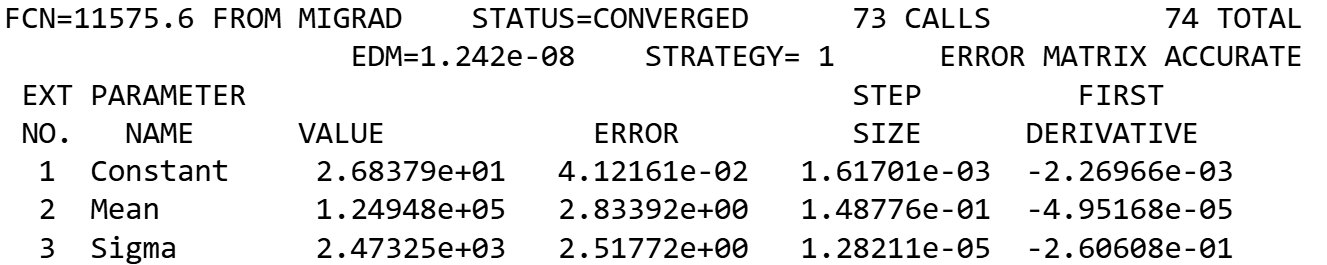 FCN=11575.6 FROM MIGRAD    STATUS=CONVERGED      73 CALLS          74 TOTAL
                    EDM=1.242e-08    STRATEGY= 1      ERROR MATRIX ACCURATE
 EXT PARAMETER                                   STEP         FIRST
 NO.   NAME      VALUE            ERROR          SIZE      DERIVATIVE
  1  Constant     2.68379e+01   4.12161e-02   1.61701e-03  -2.26966e-03
  2  Mean         1.24948e+05   2.83392e+00   1.48776e-01  -4.95168e-05
  3  Sigma        2.47325e+03   2.51772e+00   1.28211e-05  -2.60608e-01